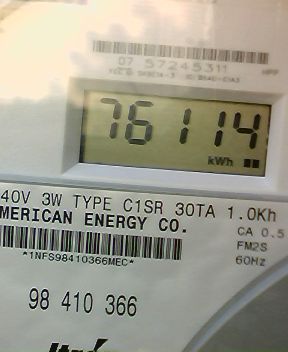 07 57245311
76114
kWh
40V 3W TYPE C1SR 30TA 1.0Kh
MERICAN ENERGY CO.
CA 0.5
FM2S
60Hz
*1NFS98410366MEC*
98 410 366